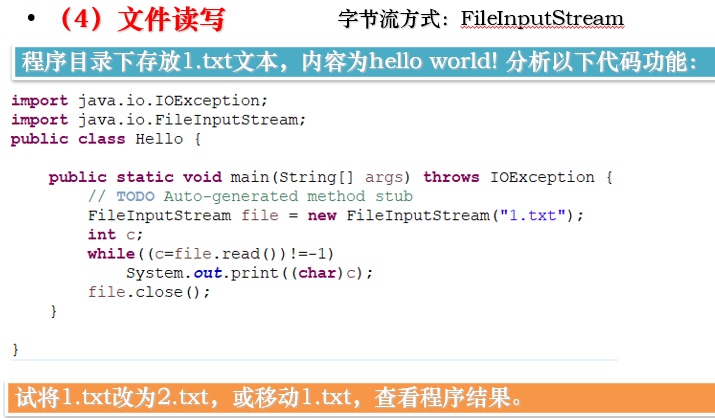 • （4）文件读写 字节流方式：FileInputStream
程序目录下存放1.txt文本，内容为hello world! 分析以下代码功能：
import java.io.IOException;
import java.io.FileInputStream;
public class Hello {
    public static void main(String[] args) throws IOException {
        // TODO Auto-generated method stub
        FileInputStream file = new FileInputStream("1.txt");
        int c;
        while((c=file.read())!=-1)
            System.out.print((char)c);
        file.close();
    }
}
试将1.txt改为2.txt，或移动1.txt，查看程序结果。